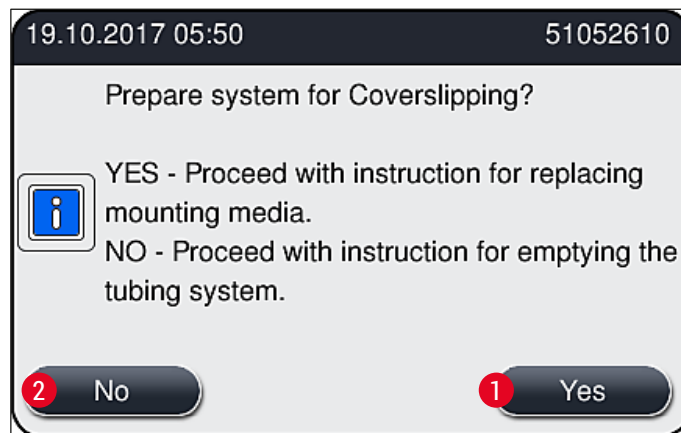 19.10.2017 05:50 51052610
Prepare system for Coverslipping?
YES - Proceed with instruction for replacing
mounting media.
NO - Proceed with instruction for emptying the
tubing system.
2 No 1 Yes